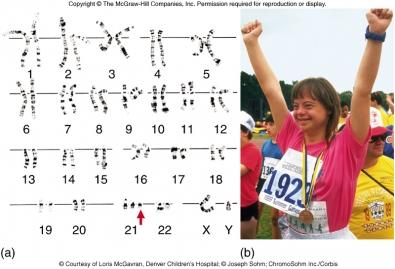 Copyright © The McGraw-Hill Companies, Inc. Permission required for reproduction or display.
1 2 3 4 5
6 7 8 9 10 11 12
13 14 15 16 17 18
19 20 21 22 X Y
1925
(a) (b)
© Courtesy of Loris McGavran, Denver Children's Hospital; © Joseph Sohm; ChromoSohm Inc./Corbis